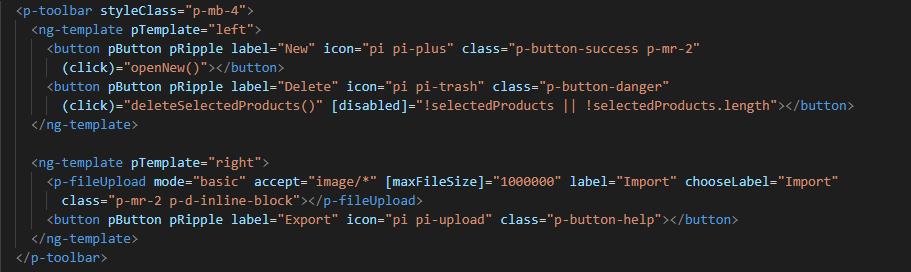 <p-toolbar styleClass="p-mb-4">
<ng-template pTemplate="left">
<button pButton pRipple label="New" icon="pi pi-plus" class="p-button-success p-mr-2"
(click)="openNew()"></button>
<button pButton pRipple label="Delete" icon="pi pi-trash" class="p-button-danger"
(click)="deleteSelectedProducts()" [disabled]="!selectedProducts || !selectedProducts.length"></button>
</ng-template>
<ng-template pTemplate="right">
<p-fileUpload mode="basic" accept="image/*" [maxFileSize]="1000000" label="Import" chooseLabel="Import"
class="p-mr-2 p-d-inline-block"></p-fileUpload>
<button pButton pRipple label="Export" icon="pi pi-upload" class="p-button-help"></button>
</ng-template>
</p-toolbar>